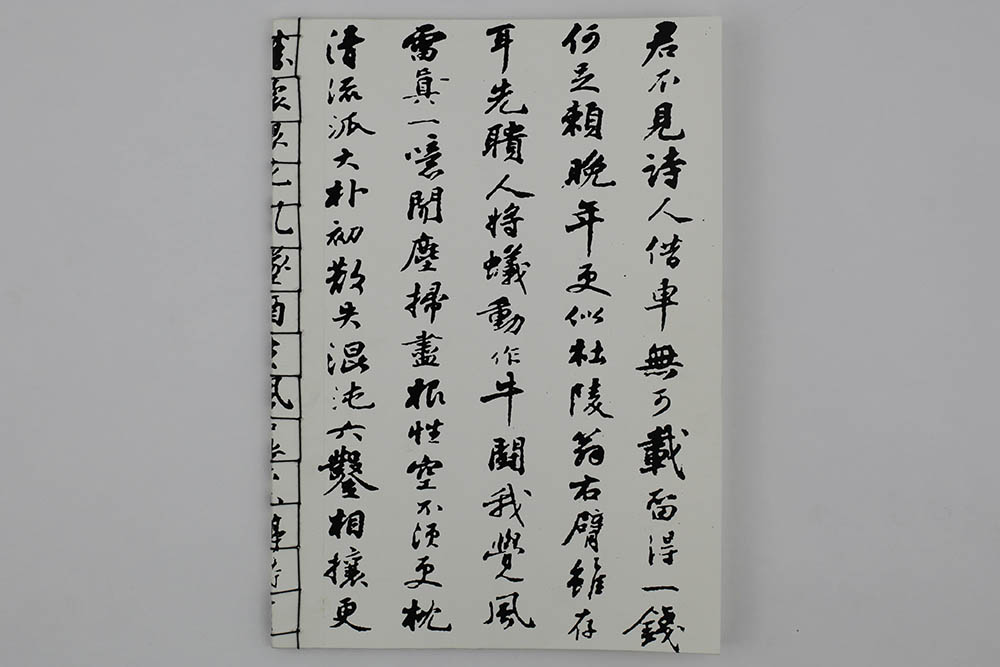 君不見詩人借車無可載留得一錢
何足賴晚年更似杜陵翁右臂雖存
耳先聵人將蟻動作牛鬪我覺風
雷真一噫聞塵掃盡根性空不須更枕
清流派大朴初散失混沌六鑿相攘更